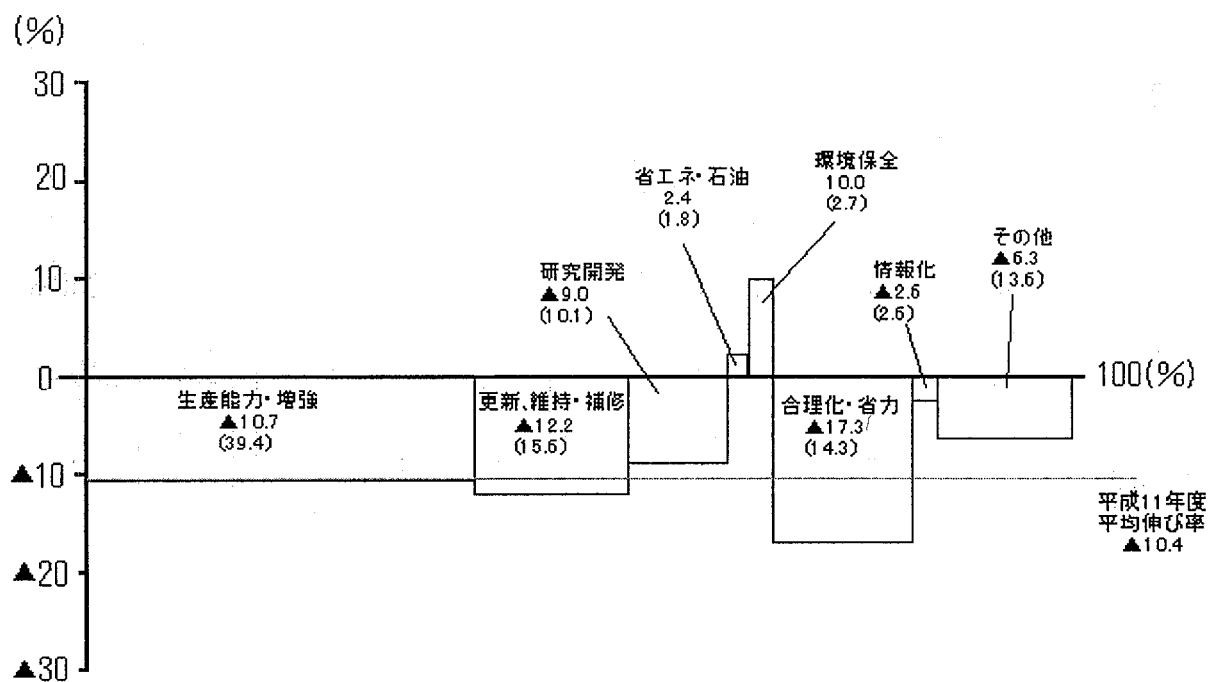 (%)
30
20
10
0
▲10
▲20
▲30
生産能力・増強
▲10.7
(39.4)
更新、維持・補修
▲12.2
(15.6)
研究開発
▲9.0
(10.1)
省エネ・石油
2.4
(1.8)
環境保全
10.0
(2.7)
合理化・省力
▲17.3
(14.3)
情報化
▲2.6
(2.6)
その他
▲6.3
(13.6)
100(%)
平成11年度
平均伸び率
▲10.4